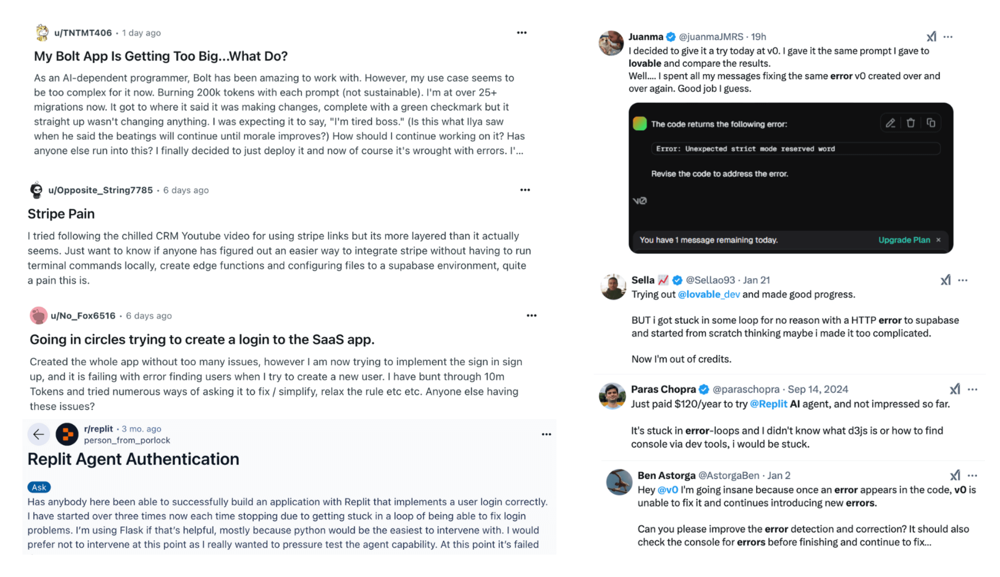 u/TNTMT406 • 1 day ago
My Bolt App Is Getting Too Big...What Do?
As an AI-dependent programmer, Bolt has been amazing to work with. However, my use case seems to
be too complex for it now. Burning 200k tokens with each prompt (not sustainable). I'm at over 25+
migrations now. It got to where it said it was making changes, complete with a green checkmark but it
straight up wasn't changing anything. I was expecting it to say, "I'm tired boss." (Is this what Ilya saw
when he said the beatings will continue until morale improves?) How should I continue working on it? Has
anyone else run into this? I finally decided to just deploy it and now of course it's wrought with errors. I'...
u/Opposite_String7785 • 6 days ago
Stripe Pain
I tried following the chilled CRM Youtube video for using stripe links but its more layered than it actually
seems. Just want to know if anyone has figured out an easier way to integrate stripe without having to run
terminal commands locally, create edge functions and configuring files to a supabase environment, quite
a pain this is.
u/No_Fox6516 • 6 days ago
Going in circles trying to create a login to the SaaS app.
Created the whole app without too many issues, however I am now trying to implement the sign in sign
up, and it is failing with error finding users when I try to create a new user. I have bunt through 10m
Tokens and tried numerous ways of asking it to fix / simplify, relax the rule etc etc. Anyone else having
these issues?
r/replit • 3 mo. ago
person_from_porlock
Replit Agent Authentication
Ask
Has anybody here been able to successfully build an application with Replit that implements a user login correctly.
I have started over three times now each time stopping due to getting stuck in a loop of being able to fix login
problems. I'm using Flask if that's helpful, mostly because python would be the easiest to intervene with. I would
prefer not to intervene at this point as I really wanted to pressure test the agent capability. At this point it's failed
Juanma @juanmaJMRS · 19h
I decided to give it a try today at v0. I gave it the same prompt I gave to
lovable and compare the results.
Well.... I spent all my messages fixing the same error v0 created over and
over again. Good job I guess.
The code returns the following error:
Error: Unexpected strict mode reserved word
Revise the code to address the error.
v0
You have 1 message remaining today. Upgrade Plan ×
Sella @Sellao93 · Jan 21
Trying out @lovable_dev and made good progress.
BUT i got stuck in some loop for no reason with a HTTP error to supabase
and started from scratch thinking maybe i made it too complicated.
Now I'm out of credits.
Paras Chopra @paraschopra · Sep 14, 2024
Just paid $120/year to try @Replit AI agent, and not impressed so far.
It's stuck in error-loops and I didn't know what d3js is or how to find
console via dev tools, i would be stuck.
Ben Astorga @AstorgaBen · Jan 2
Hey @v0 I'm going insane because once an error appears in the code, v0 is
unable to fix it and continues introducing new errors.
Can you please improve the error detection and correction? It should also
check the console for errors before finishing and continue to fix...